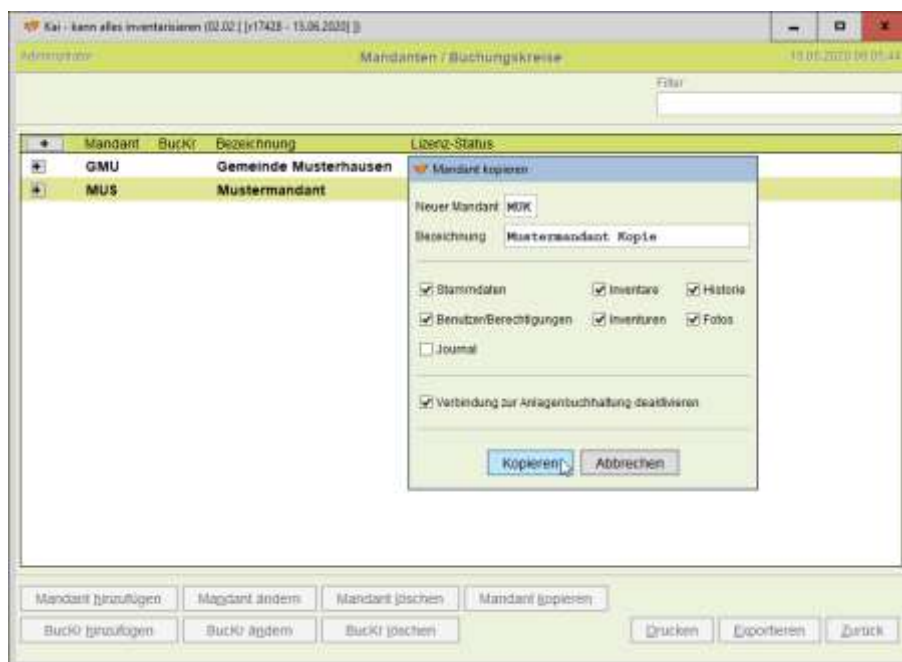 Kai - kann alles inventarisieren (02.02 [ [r17428 - 15.06.2020] ])
Administrator Mandanten / Buchungskreise
Filter
Mandant BucKr Bezeichnung Lizenz-Status
GMU Gemeinde Musterhausen
MUS Mustermandant
Mandant kopieren
Neuer Mandant MUK
Bezeichnung Mustermandant Kopie
Stammdaten Inventare Historie
Benutzer/Berechtigungen Inventuren Fotos
Journal
Verbindung zur Anlagenbuchhaltung deaktivieren
Kopieren Abbrechen
Mandant hinzufügen Mandant ändern Mandant löschen Mandant kopieren
BucKr hinzufügen BucKr ändern BucKr löschen Drucken Exportieren Zurück